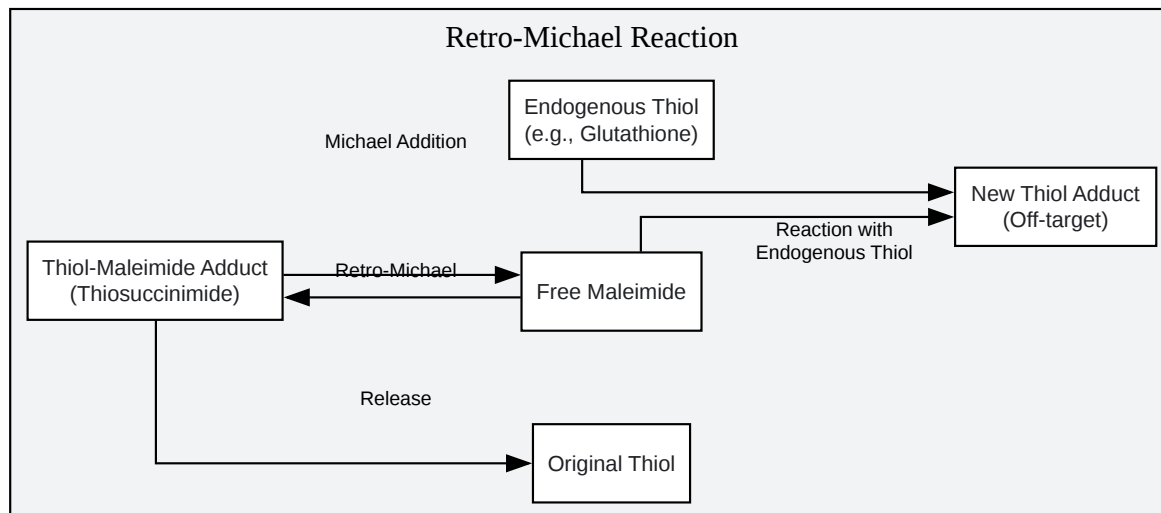 Retro-Michael Reaction
Endogenous Thiol
(e.g., Glutathione)
Michael Addition
New Thiol Adduct
(Off-target)
Reaction with
Endogenous Thiol
Thiol-Maleimide Adduct
(Thiosuccinimide)
Retro-Michael
Free Maleimide
Release
Original Thiol